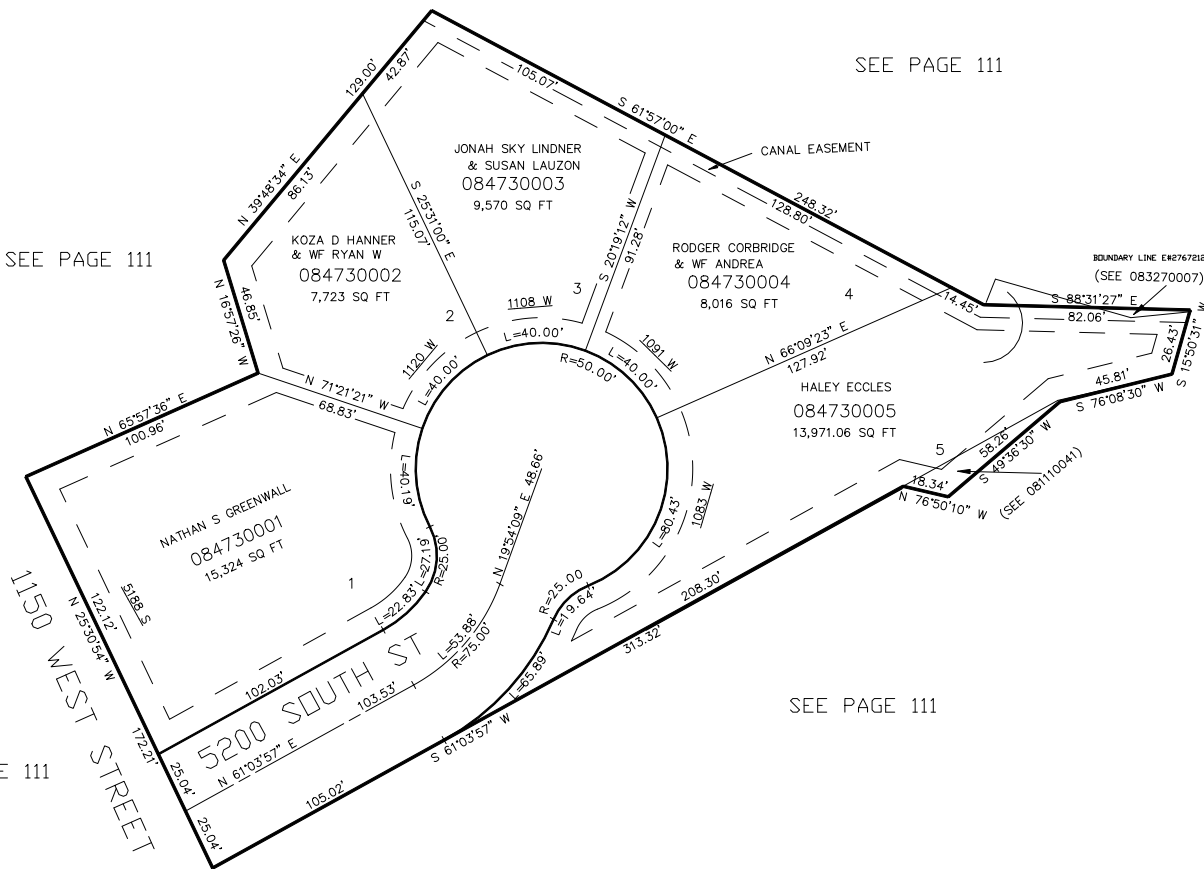 SEE PAGE 111
SEE PAGE 111
SEE PAGE 111
E 111
129.00'
42.87'
N 39°48'34" E
86.13'
105.07'
S 61°57'00" E
CANAL EASEMENT
248.32'
128.80'
14.45'
BOUNDARY LINE E#2767212
(SEE 083270007)
S 88°31'27" E
82.06'
26.43'
S 15°50'31" W
45.81'
S 76°08'30" W
58.26'
S 49°36'30" W
18.34'
N 76°50'10" W
(SEE 081110041)
JONAH SKY LINDNER
& SUSAN LAUZON
084730003
9,570 SQ FT
3
1108 W
L=40.00'
R=50.00'
S 25°31'00" E
115.07'
S 20°19'12" W
91.28'
KOZA D HANNER
& WF RYAN W
084730002
7,723 SQ FT
2
1120 W
L=40.00'
N 16°57'26" W
46.85'
N 71°21'21" W
68.83'
RODGER CORBRIDGE
& WF ANDREA
084730004
8,016 SQ FT
4
1091 W
L=40.00'
N 66°09'23" E
127.92'
HALEY ECCLES
084730005
13,971.06 SQ FT
5
1083 W
L=80.43'
R=25.00
L=19.64'
L=65.89'
208.30'
313.32'
S 61°03'57" W
105.02'
N 65°57'36" E
100.96'
NATHAN S GREENWALL
084730001
15,324 SQ FT
1
5188 S
L=40.19'
L=27.19'
R=25.00'
L=22.83'
N 19°54'09" E 48.66'
L=53.88'
R=75.00'
102.03'
103.53'
5200 SOUTH ST
N 61°03'57" E
122.12'
N 25°30'54" W
172.21'
25.04'
25.04'
1150 WEST STREET